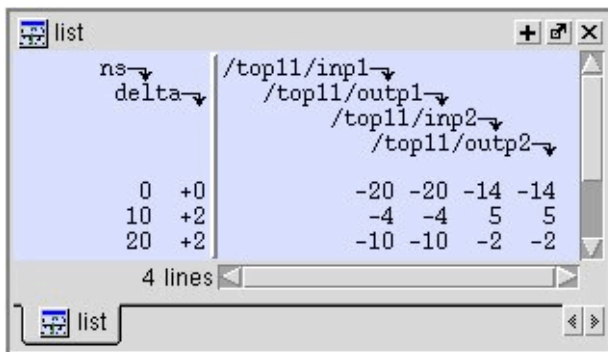 list
ns
delta
/top11/inp1
/top11/outp1
/top11/inp2
/top11/outp2
0 +0 -20 -20 -14 -14
10 +2 -4 -4 5 5
20 +2 -10 -10 -2 -2
4 lines
list